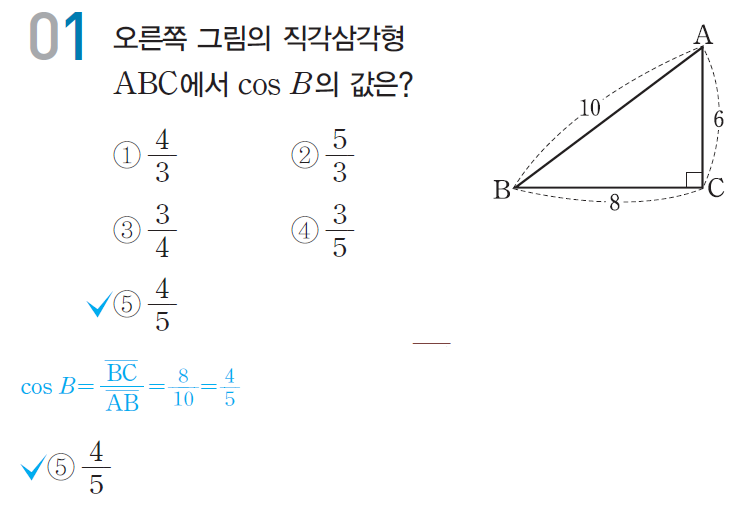 01 오른쪽 그림의 직각삼각형
ABC에서 cos B의 값은?
① 4/3 ② 5/3
③ 3/4 ④ 3/5
✓⑤ 4/5
A
10
6
B
C
8
cos B = \overline{BC}/\overline{AB} = 8/10 = 4/5
✓⑤ 4/5